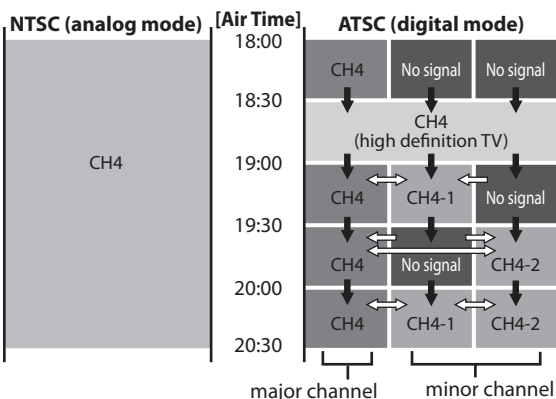 NTSC (analog mode)
[Air Time]
ATSC (digital mode)
18:00
CH4
No signal
No signal
18:30
CH4
(high definition TV)
19:00
CH4
CH4
CH4-1
No signal
19:30
CH4
No signal
CH4-2
20:00
CH4
CH4-1
CH4-2
20:30
major channel
minor channel